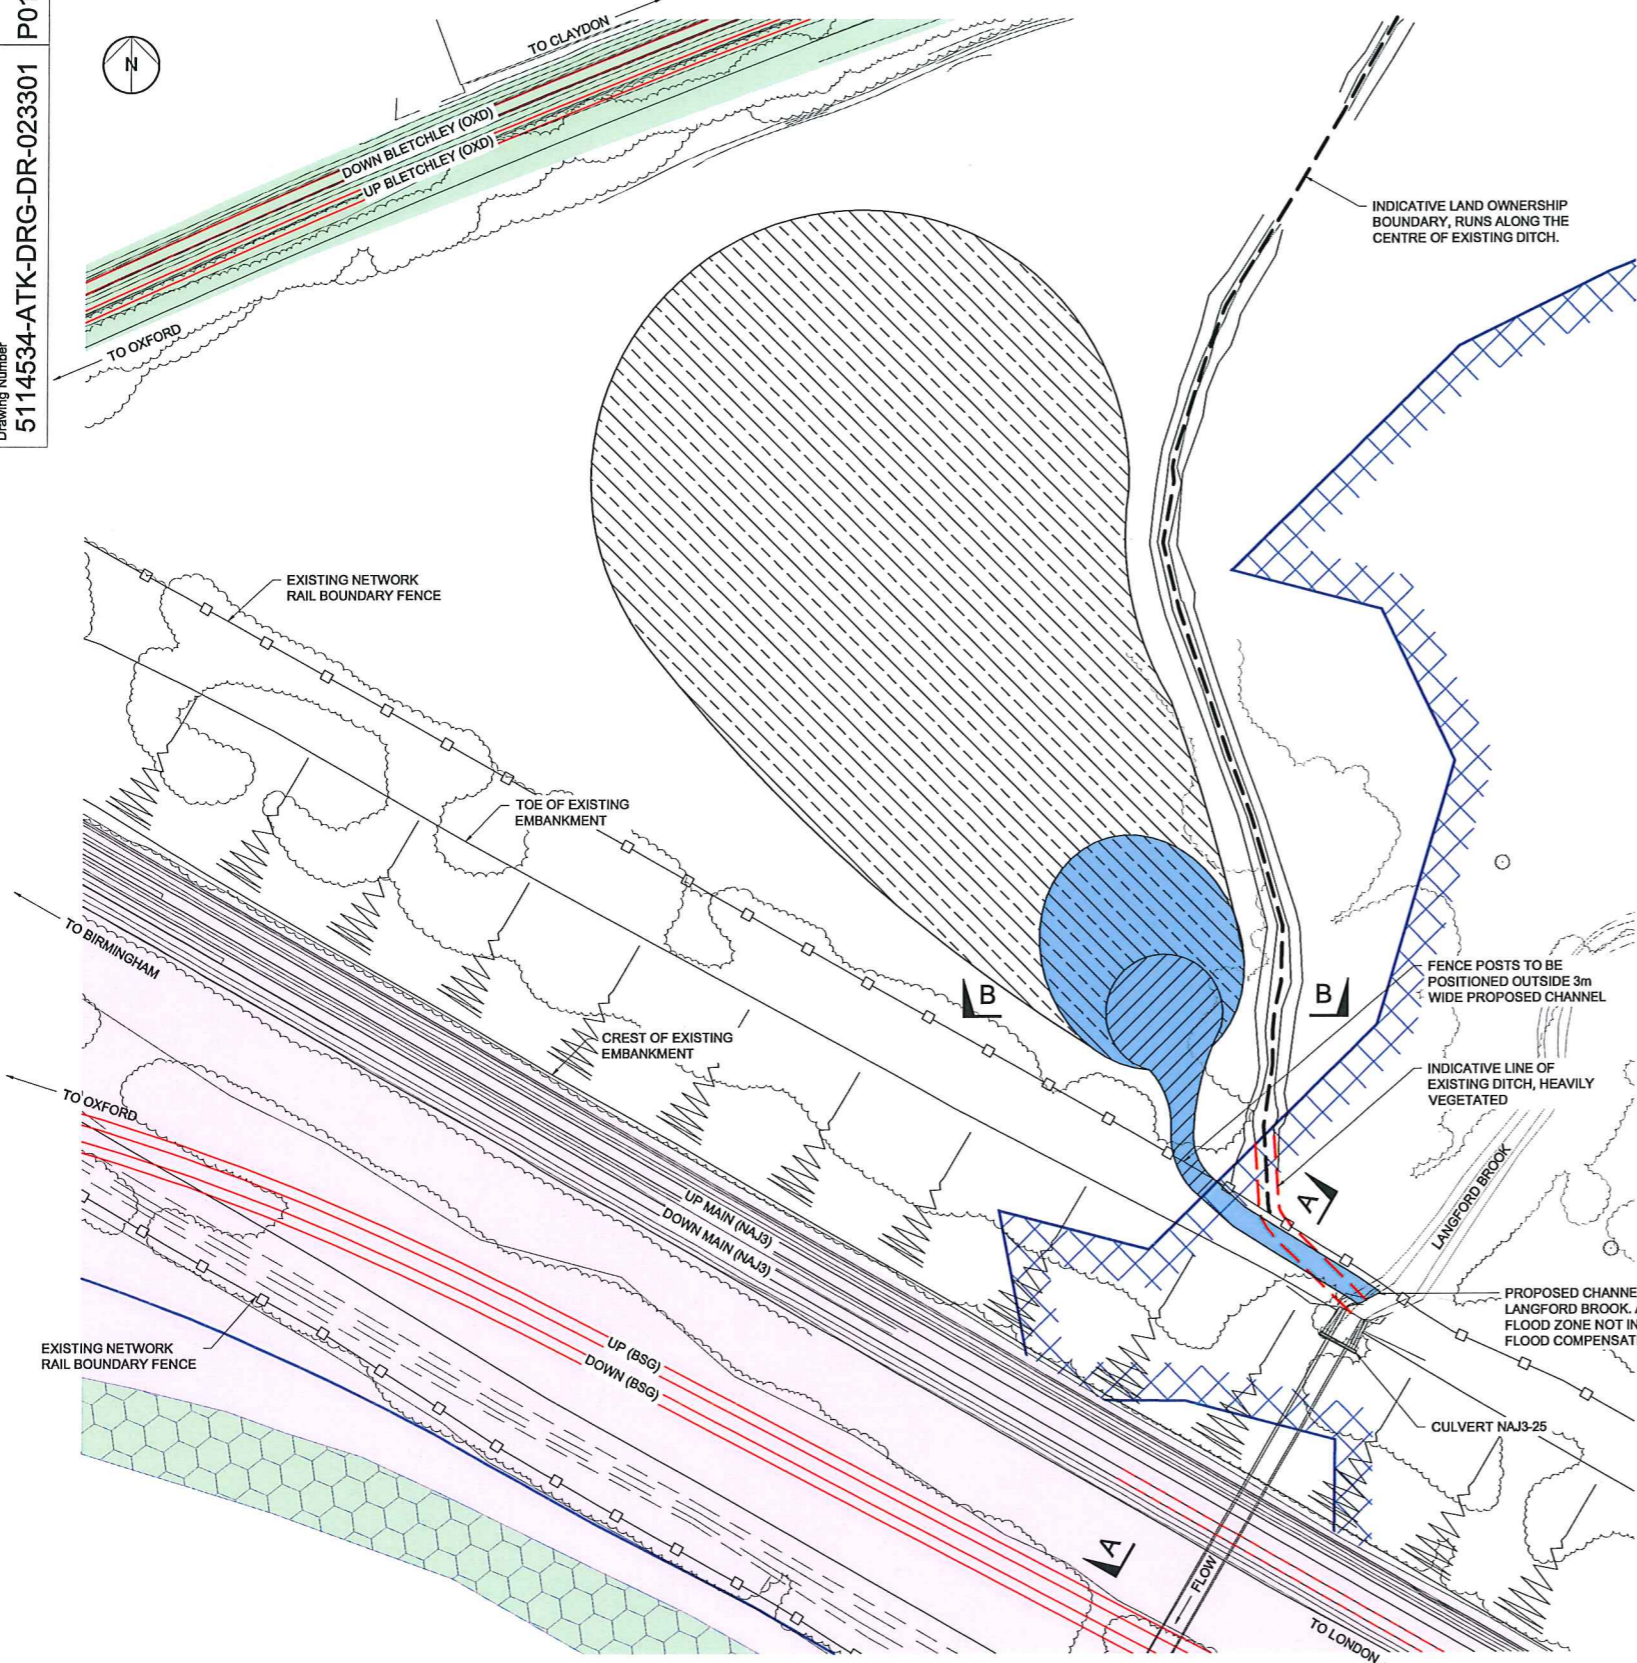 P01
Drawing Number
5114534-ATK-DRG-DR-023301
N
TO CLAYDON
DOWN BLETCHLEY (OXD)
UP BLETCHLEY (OXD)
TO OXFORD
INDICATIVE LAND OWNERSHIP
BOUNDARY, RUNS ALONG THE
CENTRE OF EXISTING DITCH.
EXISTING NETWORK
RAIL BOUNDARY FENCE
TOE OF EXISTING
EMBANKMENT
TO BIRMINGHAM
B
B
FENCE POSTS TO BE
POSITIONED OUTSIDE 3m
WIDE PROPOSED CHANNEL
CREST OF EXISTING
EMBANKMENT
INDICATIVE LINE OF
EXISTING DITCH, HEAVILY
VEGETATED
TO OXFORD
LANGFORD BROOK
A
UP MAIN (NAJ3)
DOWN MAIN (NAJ3)
PROPOSED CHANNE
LANGFORD BROOK.
FLOOD ZONE NOT IN
FLOOD COMPENSAT
EXISTING NETWORK
RAIL BOUNDARY FENCE
UP (BSG)
DOWN (BSG)
CULVERT NAJ3-25
A
FLOW
TO LONDON